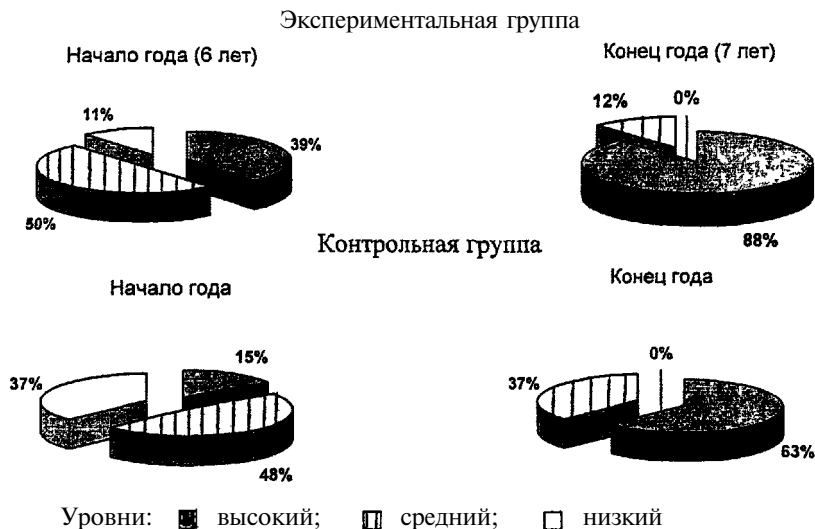 Экспериментальная группа
Начало года (6 лет)
Конец года (7 лет)
11%
39%
50%
12%
0%
88%
Контрольная группа
Начало года
Конец года
15%
37%
48%
0%
37%
63%
Уровни: высокий; средний; низкий